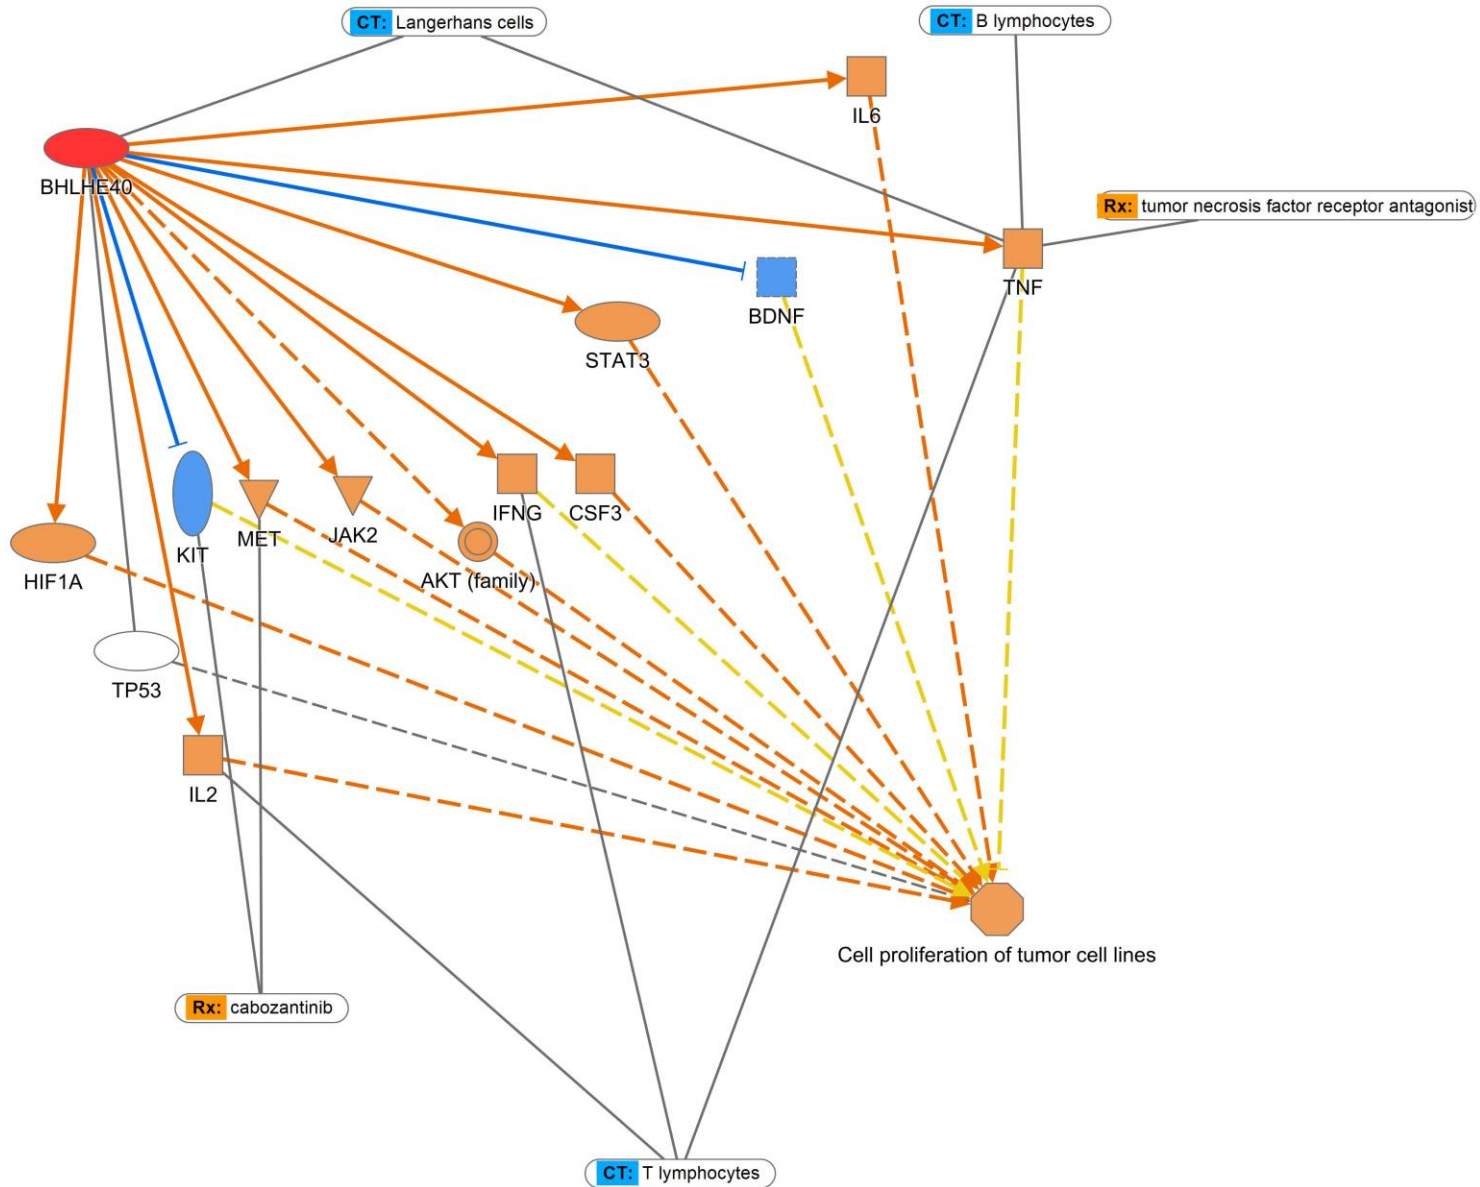 CT: Langerhans cells
CT: B lymphocytes
IL6
BHLHE40
Rx: tumor necrosis factor receptor antagonist
TNF
BDNF
STAT3
IFNG
CSF3
KIT
MET
JAK2
HIF1A
AKT (family)
TP53
IL2
Cell proliferation of tumor cell lines
Rx: cabozantinib
CT: T lymphocytes